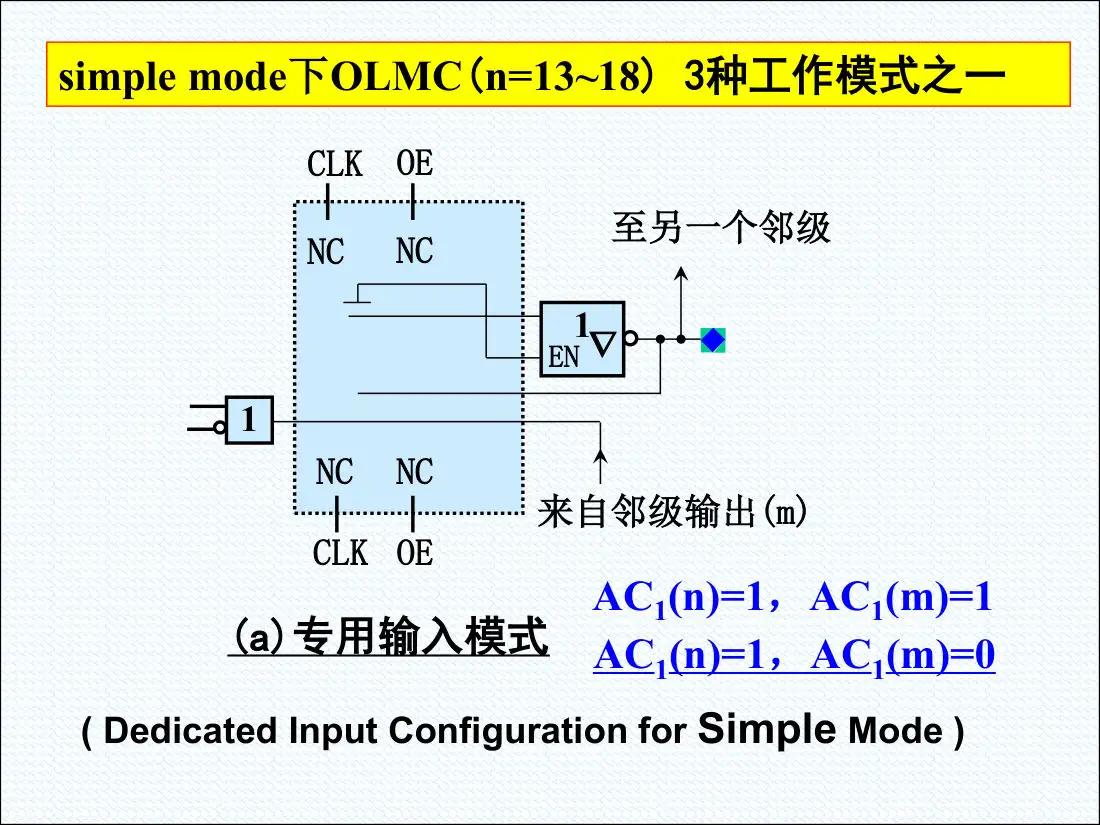 simple mode下OLMC(n=13~18) 3种工作模式之一
CLK OE
至另一个邻级
NC NC
1
EN
1
NC NC
来自邻级输出(m)
CLK OE
AC₁(n)=1，AC₁(m)=1
(a)专用输入模式
AC₁(n)=1，AC₁(m)=0
( Dedicated Input Configuration for Simple Mode )